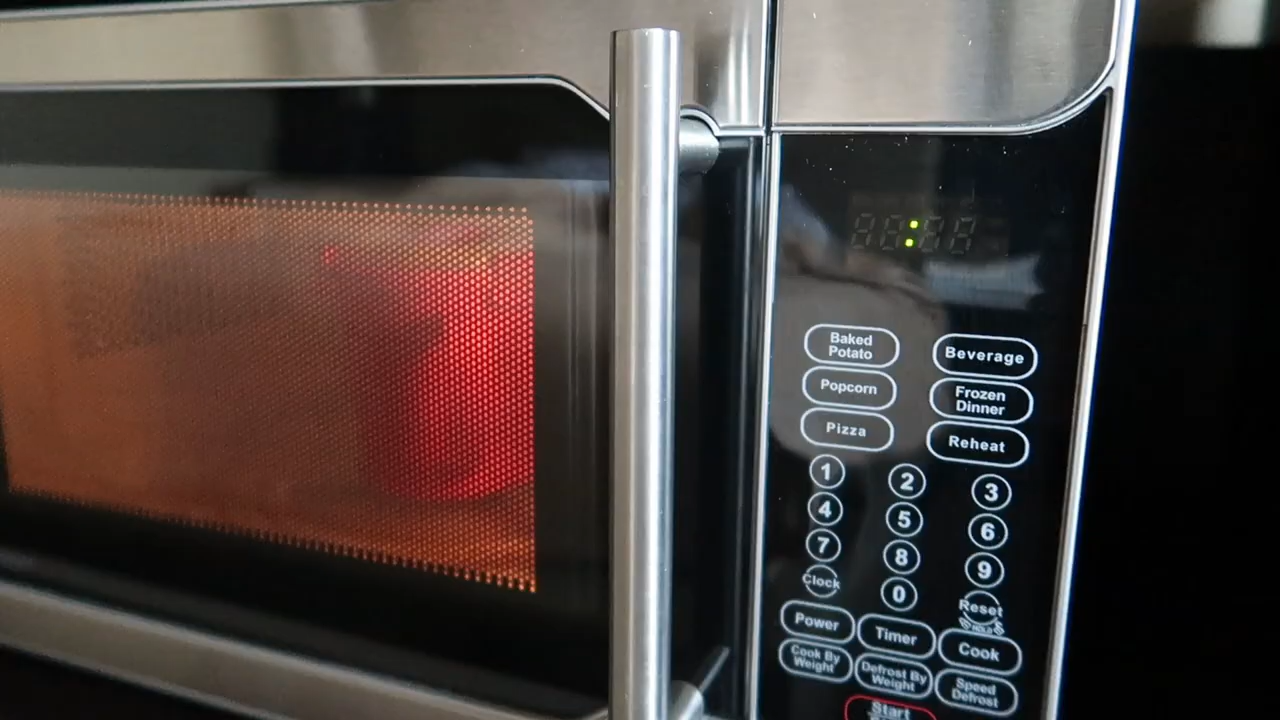 :
Baked
Potato
Beverage
Popcorn
Frozen
Dinner
Pizza
Reheat
1
2
3
4
5
6
7
8
9
Clock
0
Reset
HOLD
Power
Timer
Cook
Cook By
Weight
Defrost By
Weight
Speed
Defrost
Start